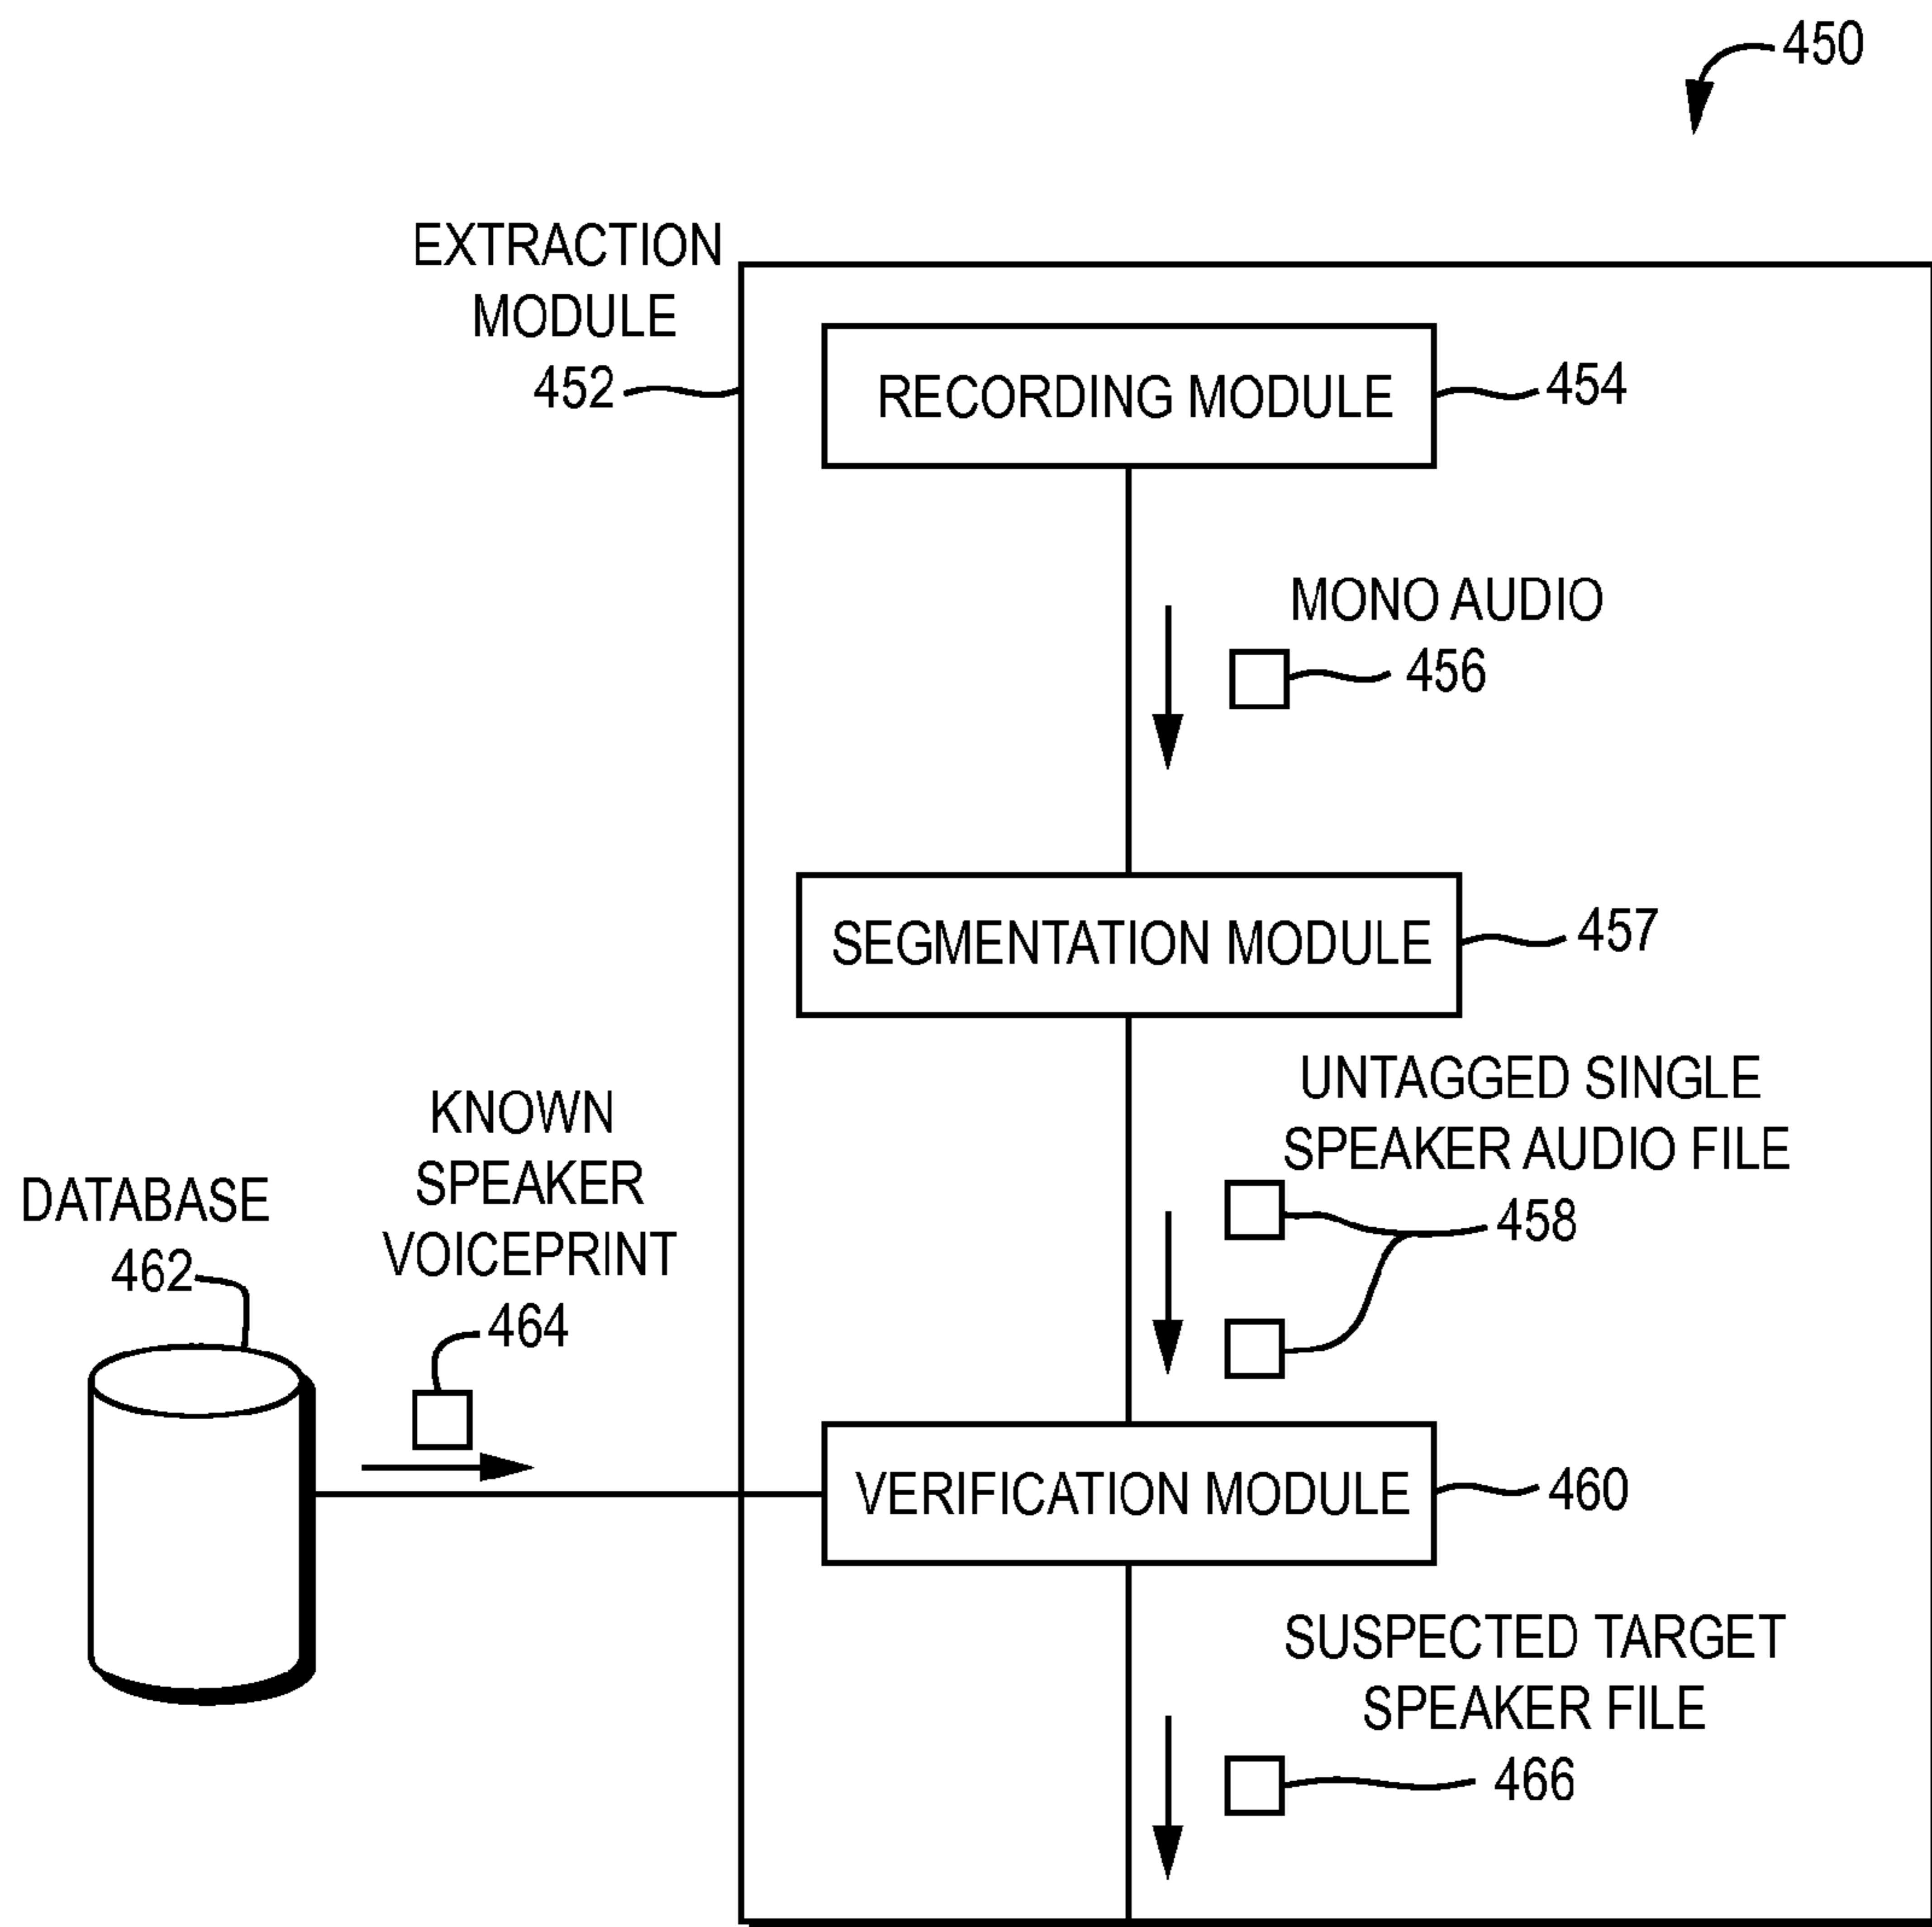 450
EXTRACTION
MODULE
452
RECORDING MODULE
454
MONO AUDIO
456
SEGMENTATION MODULE
457
UNTAGGED SINGLE
SPEAKER AUDIO FILE
458
KNOWN
SPEAKER
VOICEPRINT
464
DATABASE
462
VERIFICATION MODULE
460
SUSPECTED TARGET
SPEAKER FILE
466